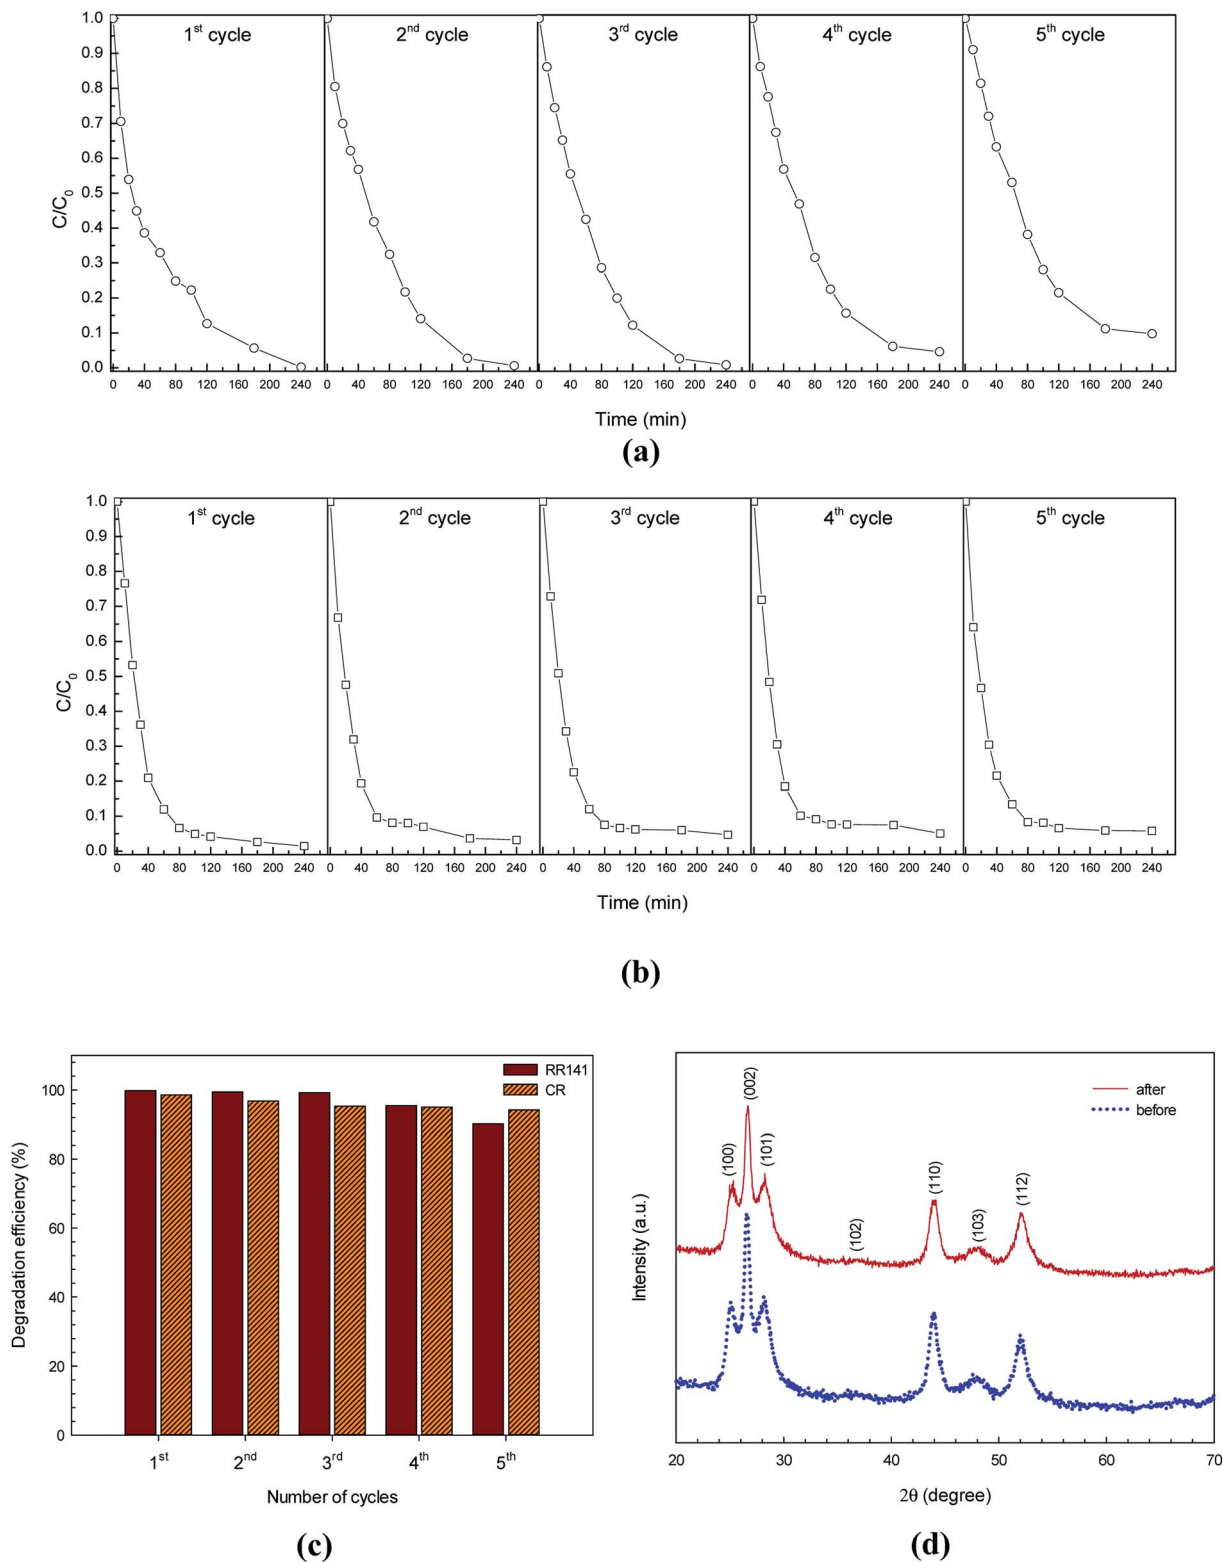 1st cycle 2nd cycle 3rd cycle 4th cycle 5th cycle
1.0
0.9
0.8
0.7
0.6
0.5
0.4
0.3
0.2
0.1
0.0
C/C0
0 40 80 120 160 200 240 0 40 80 120 160 200 240 0 40 80 120 160 200 240 0 40 80 120 160 200 240 0 40 80 120 160 200 240
Time (min)
(a)
1st cycle 2nd cycle 3rd cycle 4th cycle 5th cycle
1.0
0.9
0.8
0.7
0.6
0.5
0.4
0.3
0.2
0.1
0.0
C/C0
0 40 80 120 160 200 240 0 40 80 120 160 200 240 0 40 80 120 160 200 240 0 40 80 120 160 200 240 0 40 80 120 160 200 240
Time (min)
(b)
RR141
CR
100
80
60
40
20
0
Degradation efficiency (%)
1st 2nd 3rd 4th 5th
Number of cycles
(c)
after
before
(100)
(002)
(101)
(102)
(110)
(103)
(112)
Intensity (a.u.)
20 30 40 50 60 70
2θ (degree)
(d)